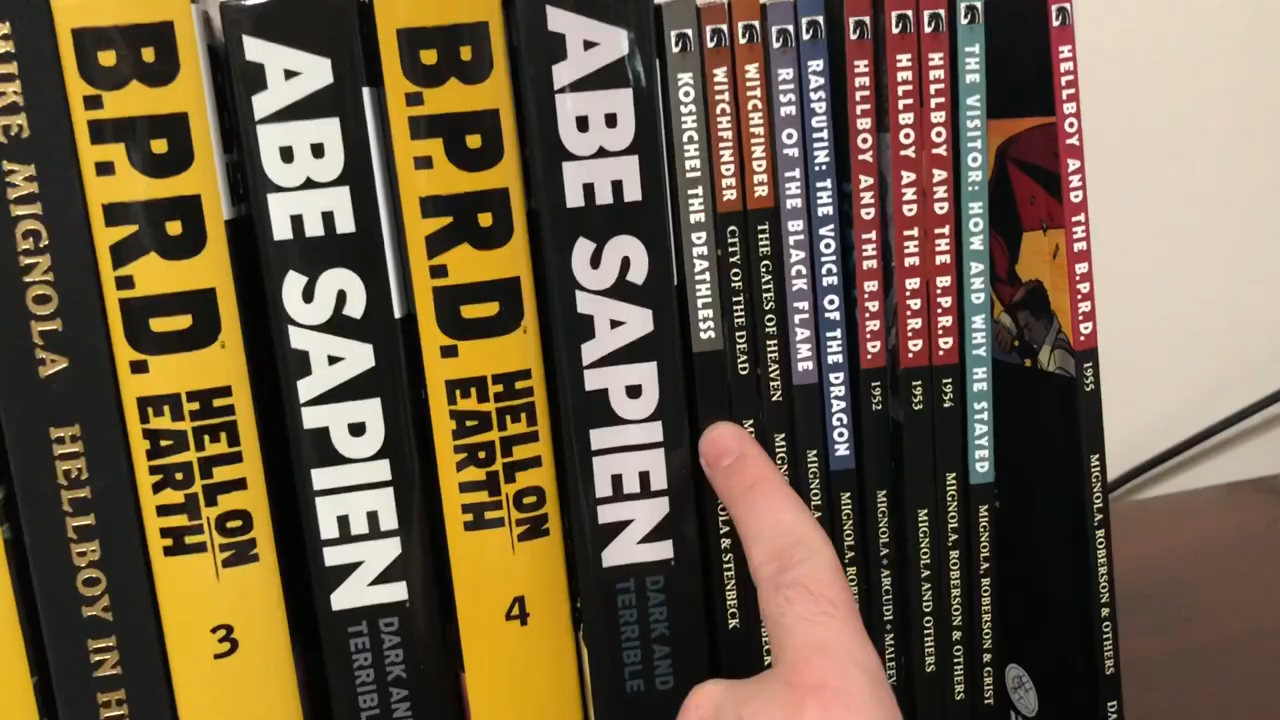 MIKE MIGNOLA HELLBOY IN
B.P.R.D. HELL ON EARTH 3
ABE SAPIEN DARK AND TERRIBLE
B.P.R.D. HELL ON EARTH 4
ABE SAPIEN DARK AND TERRIBLE
KOSHCHEI THE DEATHLESS
WITCHFINDER CITY OF THE DEAD & STENBECK
WITCHFINDER THE GATES OF HEAVEN
RISE OF THE BLACK FLAME
RASPUTIN: THE VOICE OF THE DRAGON MIGNOLA,
HELLBOY AND THE B.P.R.D. 1952 MIGNOLA • ARCUDI • MALEEV
HELLBOY AND THE B.P.R.D. 1953 MIGNOLA AND OTHERS
HELLBOY AND THE B.P.R.D. 1954 MIGNOLA, ROBERSON & OTHERS
THE VISITOR: HOW AND WHY HE STAYED MIGNOLA, ROBERSON & GRIST
HELLBOY AND THE B.P.R.D. 1955 MIGNOLA, ROBERSON & OTHERS